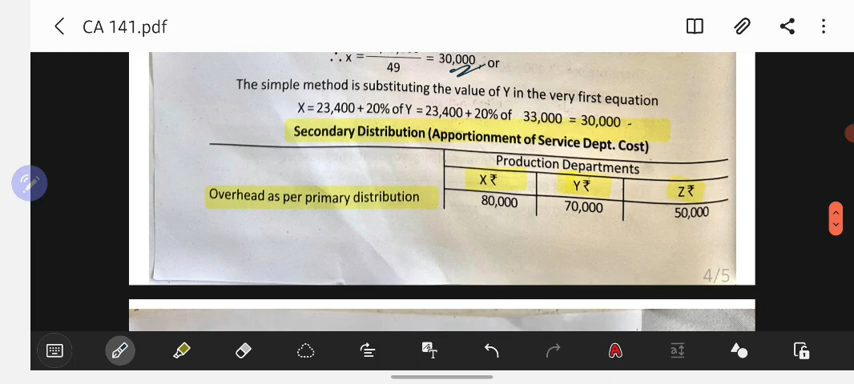 CA 141.pdf
∴ x = = 30,000 or
49
The simple method is substituting the value of Y in the very first equation
X = 23,400 + 20% of Y = 23,400 + 20% of 33,000 = 30,000
Secondary Distribution (Apportionment of Service Dept. Cost)
Production Departments
X ₹ Y ₹ Z ₹
Overhead as per primary distribution 80,000 70,000 50,000
4/5